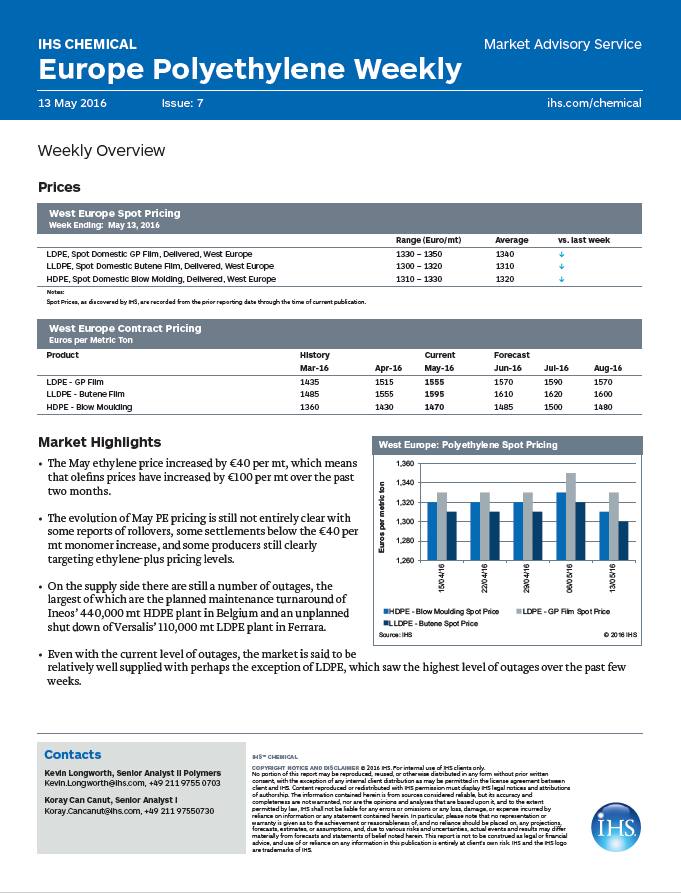 IHS CHEMICAL
Market Advisory Service
Europe Polyethylene Weekly
13 May 2016 Issue: 7 ihs.com/chemical
Weekly Overview
Prices
West Europe Spot Pricing
Week Ending: May 13, 2016
Range (Euro/mt) Average vs. last week
LDPE, Spot Domestic GP Film, Delivered, West Europe 1330 – 1350 1340 ↓
LLDPE, Spot Domestic Butene Film, Delivered, West Europe 1300 – 1320 1310 ↓
HDPE, Spot Domestic Blow Molding, Delivered, West Europe 1310 – 1330 1320 ↓
Notes:
Spot Prices, as discovered by IHS, are recorded from the prior reporting date through the time of current publication.
West Europe Contract Pricing
Euros per Metric Ton
Product History Current Forecast
Mar-16 Apr-16 May-16 Jun-16 Jul-16 Aug-16
LDPE - GP Film 1435 1515 1555 1570 1590 1570
LLDPE - Butene Film 1485 1555 1595 1610 1620 1600
HDPE - Blow Moulding 1360 1430 1470 1485 1500 1480
Market Highlights
• The May ethylene price increased by €40 per mt, which means
that olefins prices have increased by €100 per mt over the past
two months.
• The evolution of May PE pricing is still not entirely clear with
some reports of rollovers, some settlements below the €40 per
mt monomer increase, and some producers still clearly
targeting ethylene-plus pricing levels.
• On the supply side there are still a number of outages, the
largest of which are the planned maintenance turnaround of
Ineos' 440,000 mt HDPE plant in Belgium and an unplanned
shut down of Versalis' 110,000 mt LDPE plant in Ferrara.
• Even with the current level of outages, the market is said to be
relatively well supplied with perhaps the exception of LDPE, which saw the highest level of outages over the past few
weeks.
West Europe: Polyethylene Spot Pricing
Euros per metric ton
1,360
1,340
1,320
1,300
1,280
1,260
15/04/16 22/04/16 29/04/16 06/05/16 13/05/16
HDPE - Blow Moulding Spot Price LDPE - GP Film Spot Price
LLDPE - Butene Spot Price
Source: IHS © 2016 IHS
Contacts
Kevin Longworth, Senior Analyst II Polymers
Kevin.Longworth@ihs.com, +49 211 9755 0703
Koray Can Canut, Senior Analyst I
Koray.Cancanut@ihs.com, +49 211 97550730
IHS™ CHEMICAL
COPYRIGHT NOTICE AND DISCLAIMER © 2016 IHS. For internal use of IHS clients only.
No portion of this report may be reproduced, reused, or otherwise distributed in any form without prior written
consent, with the exception of any internal client distribution as may be permitted in the license agreement between
client and IHS. Content reproduced or redistributed with IHS permission must display IHS legal notices and attributions
of authorship. The information contained herein is from sources considered reliable, but its accuracy and
completeness are not warranted, nor are the opinions and analyses that are based upon it, and to the extent
permitted by law, IHS shall not be liable for any errors or omissions or any loss, damage, or expense incurred by
reliance on information or any statement contained herein. In particular, please note that no representation or
warranty is given as to the achievement or reasonableness of, and no reliance should be placed on, any projections,
forecasts, estimates, or assumptions, and, due to various risks and uncertainties, actual events and results may differ
materially from forecasts and statements of belief noted herein. This report is not to be construed as legal or financial
advice, and use of or reliance on any information in this publication is entirely at client's own risk. IHS and the IHS logo
are trademarks of IHS.
IHS